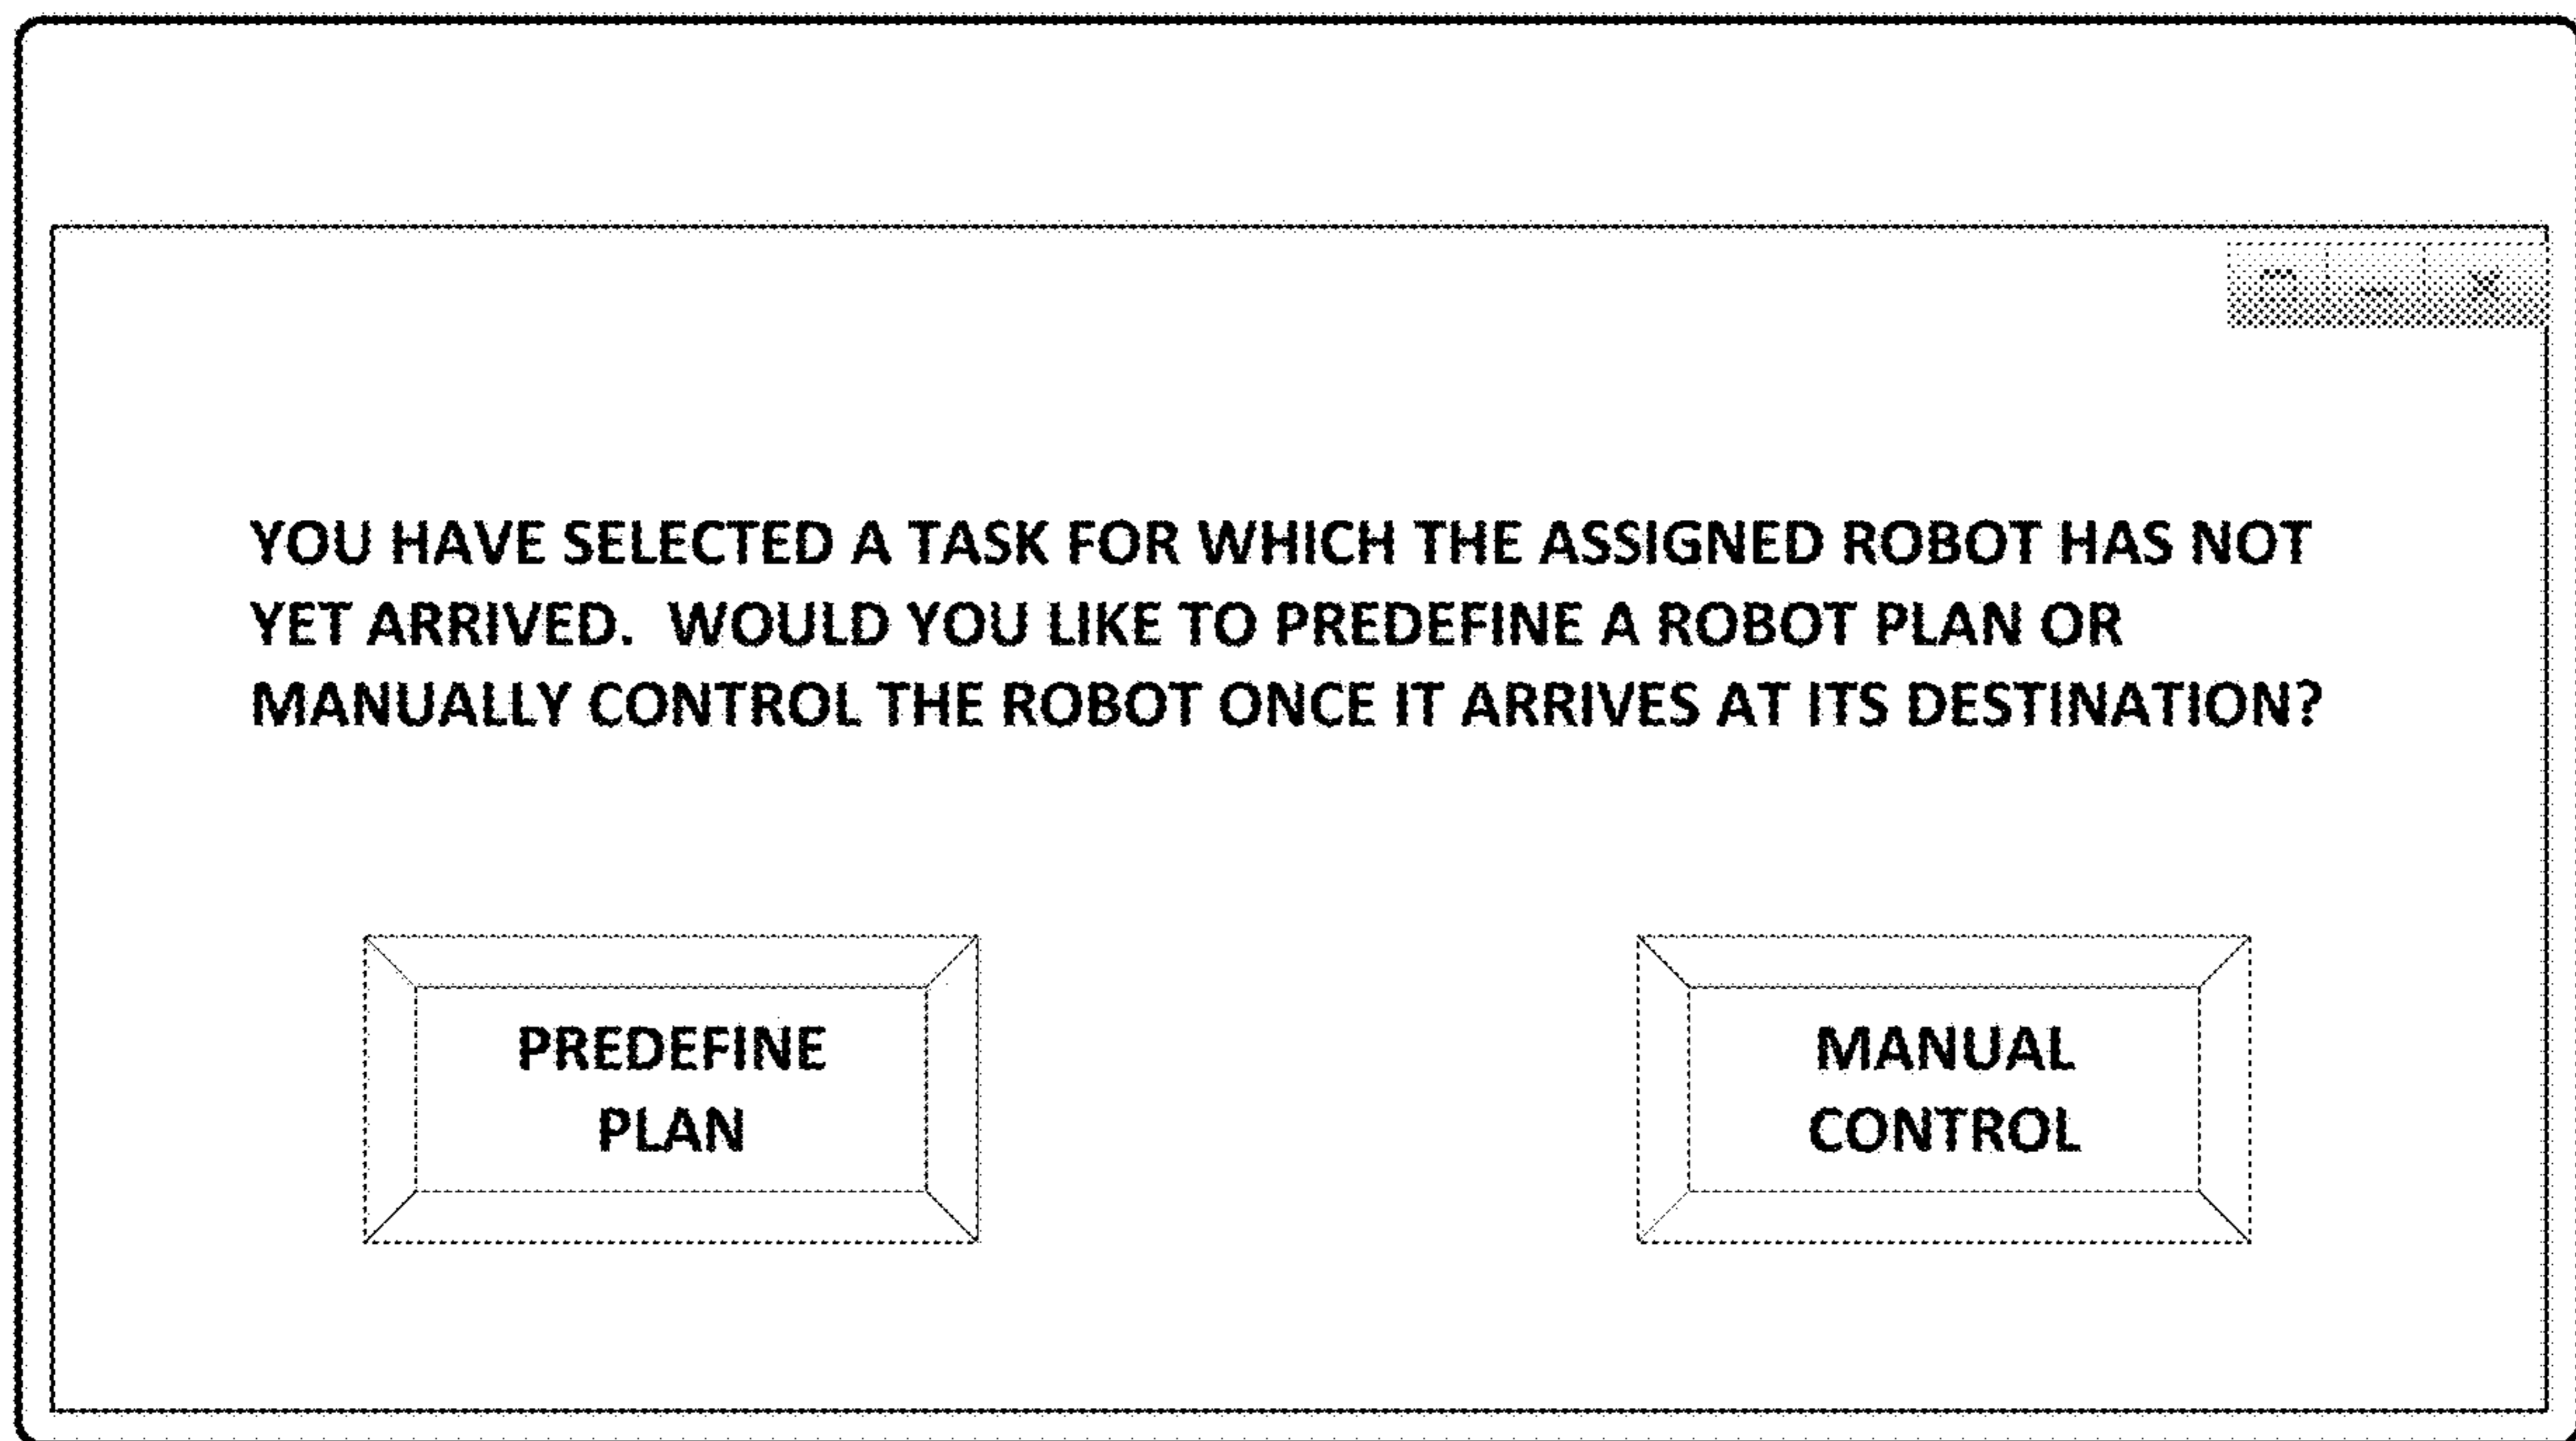 YOU HAVE SELECTED A TASK FOR WHICH THE ASSIGNED ROBOT HAS NOT
YET ARRIVED.  WOULD YOU LIKE TO PREDEFINE A ROBOT PLAN OR
MANUALLY CONTROL THE ROBOT ONCE IT ARRIVES AT ITS DESTINATION?
PREDEFINE
PLAN
MANUAL
CONTROL